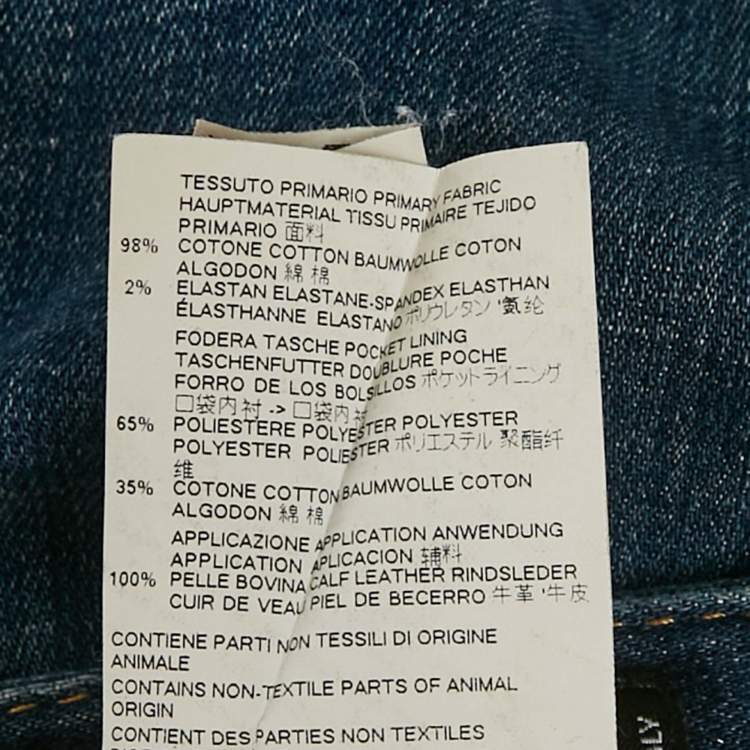 TESSUTO PRIMARIO PRIMARY FABRIC
HAUPTMATERIAL TISSU PRIMAIRE TEJIDO
PRIMARIO 面料
98% COTONE COTTON BAUMWOLLE COTON
ALGODON 綿 棉
2% ELASTAN ELASTANE-SPANDEX ELASTHAN
ÉLASTHANNE ELASTANO ポリウレタン '氨纶
FODERA TASCHE POCKET LINING
TASCHENFUTTER DOUBLURE POCHE
FORRO DE LOS BOLSILLOS ポケットライニング
口袋内衬 -> 口袋内衬
65% POLIESTERE POLYESTER POLYESTER
POLYESTER POLIESTER ポリエステル 聚酯纤
维
35% COTONE COTTON BAUMWOLLE COTON
ALGODON 綿 棉
APPLICAZIONE APPLICATION ANWENDUNG
APPLICATION APLICACION 辅料
100% PELLE BOVINA CALF LEATHER RINDSLEDER
CUIR DE VEAU PIEL DE BECERRO 牛革 '牛皮
CONTIENE PARTI NON TESSILI DI ORIGINE
ANIMALE
CONTAINS NON-TEXTILE PARTS OF ANIMAL
ORIGIN
CONTIENT DES PARTIES NON TEXTILES
LY